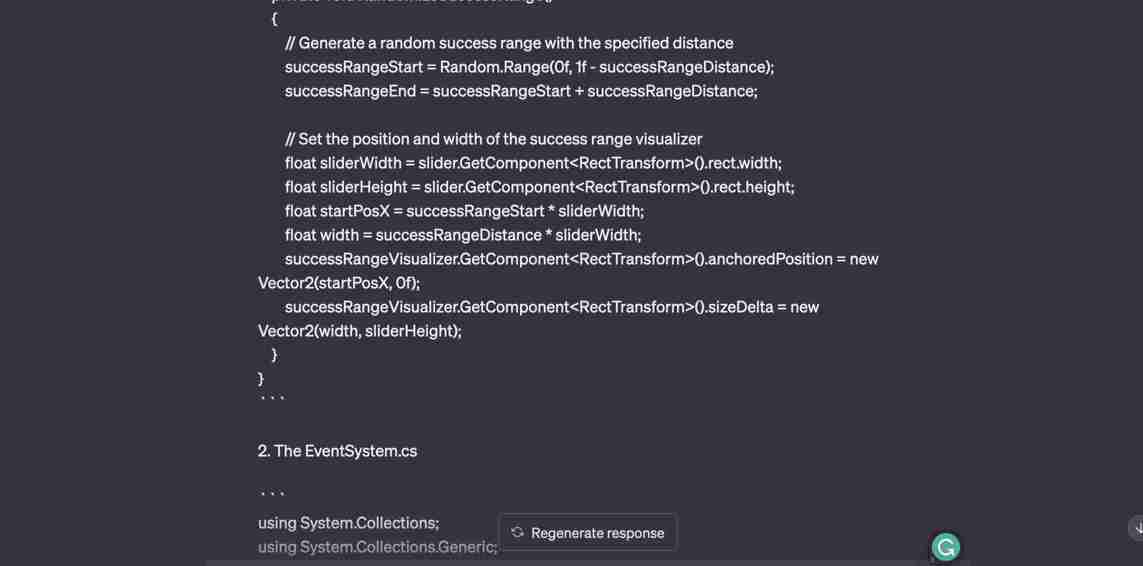 {
// Generate a random success range with the specified distance
successRangeStart = Random.Range(0f, 1f - successRangeDistance);
successRangeEnd = successRangeStart + successRangeDistance;
// Set the position and width of the success range visualizer
float sliderWidth = slider.GetComponent<RectTransform>().rect.width;
float sliderHeight = slider.GetComponent<RectTransform>().rect.height;
float startPosX = successRangeStart * sliderWidth;
float width = successRangeDistance * sliderWidth;
successRangeVisualizer.GetComponent<RectTransform>().anchoredPosition = new
Vector2(startPosX, 0f);
successRangeVisualizer.GetComponent<RectTransform>().sizeDelta = new
Vector2(width, sliderHeight);
}
}
```
2. The EventSystem.cs
```
using System.Collections;
using System.Collections.Generic;
Regenerate response